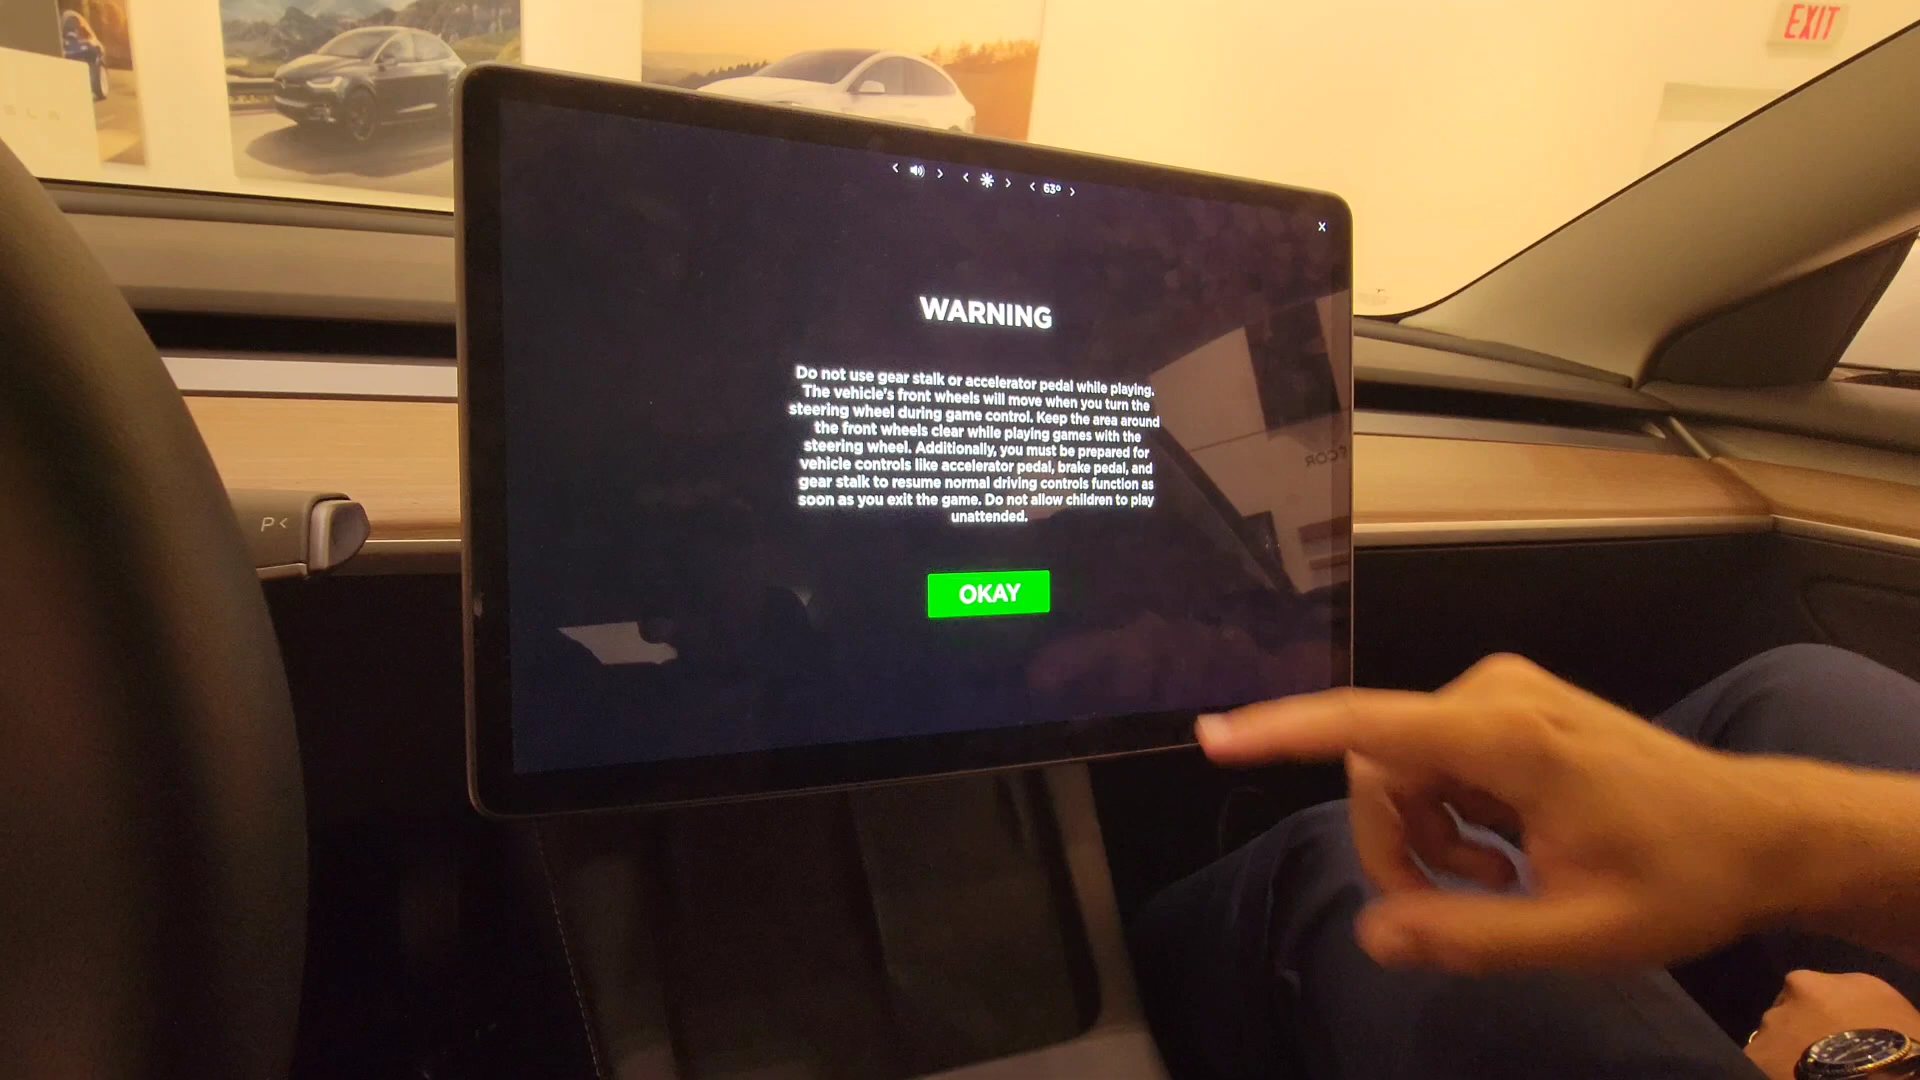 EXIT
63°
WARNING
Do not use gear stalk or accelerator pedal while playing.
The vehicle's front wheels will move when you turn the
steering wheel during game control. Keep the area around
the front wheels clear while playing games with the
steering wheel. Additionally, you must be prepared for
vehicle controls like accelerator pedal, brake pedal, and
gear stalk to resume normal driving controls function as
soon as you exit the game. Do not allow children to play
unattended.
OKAY
P<